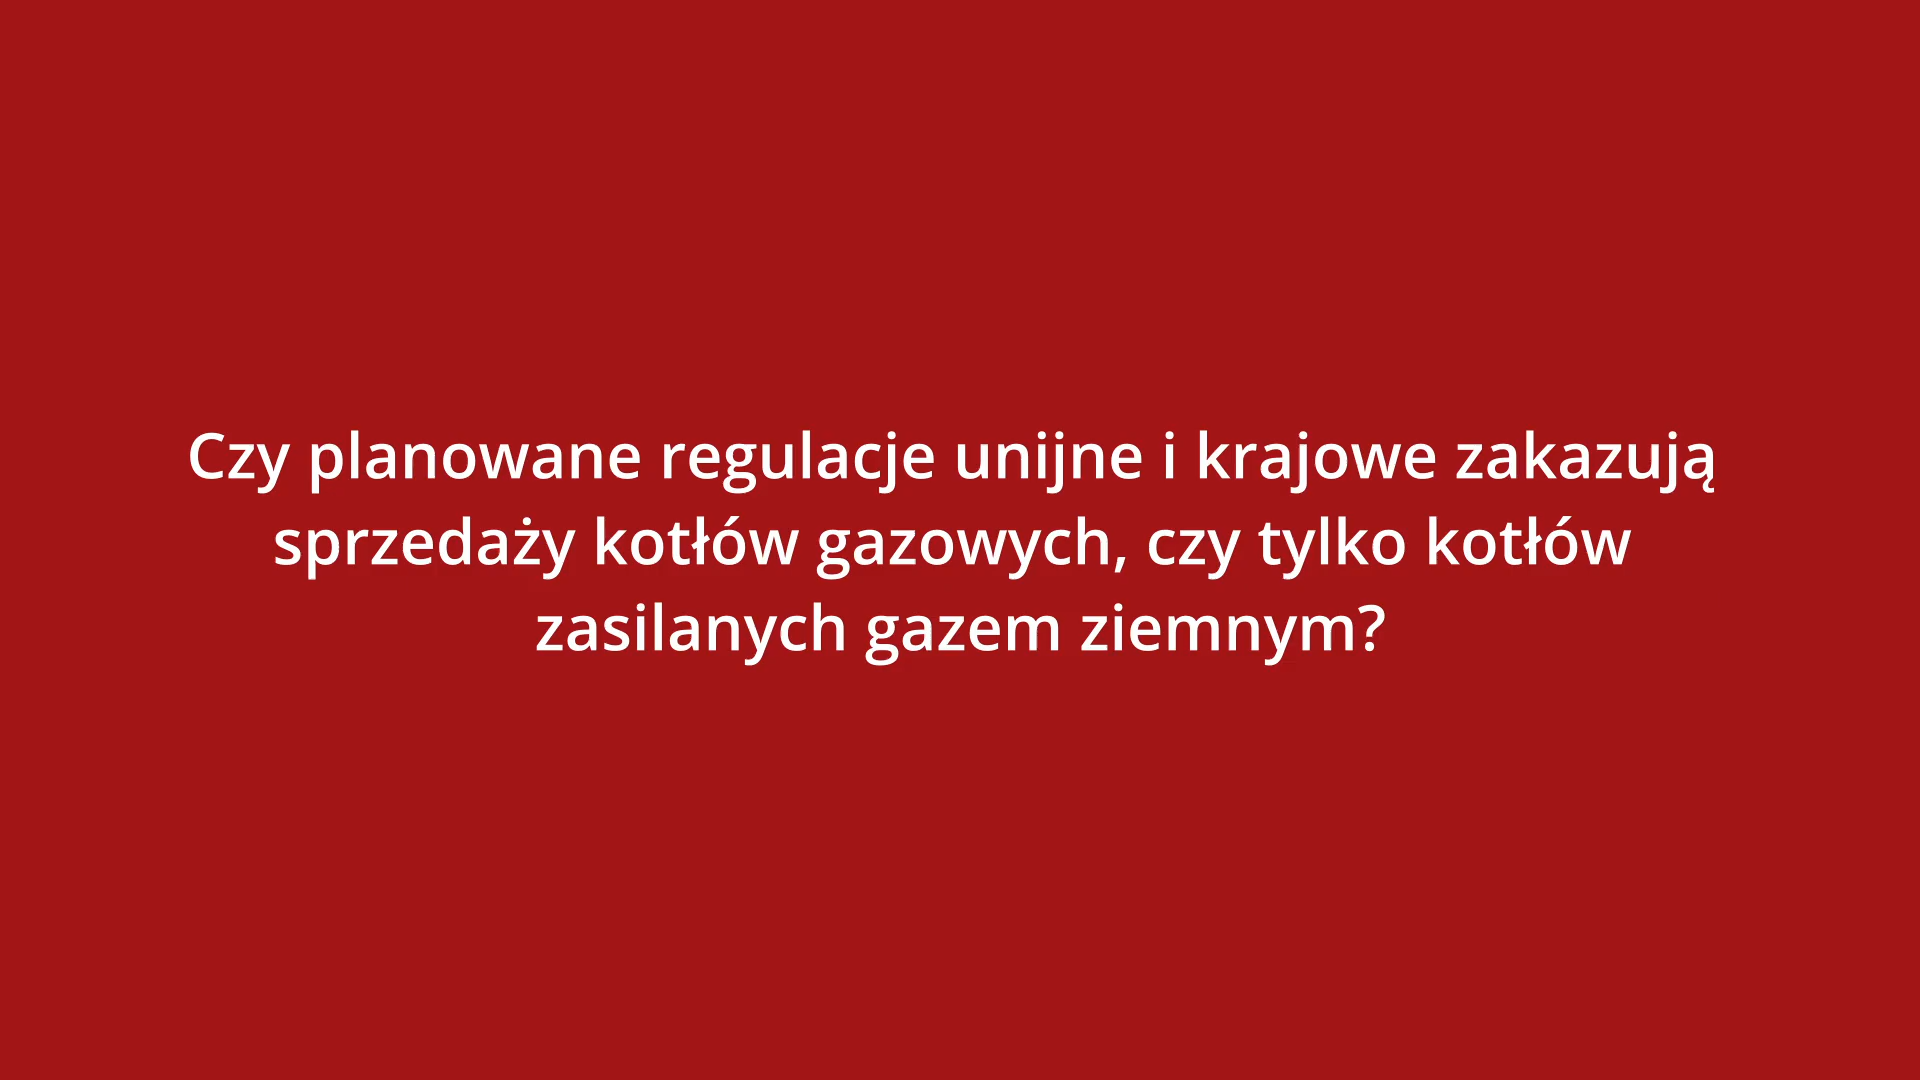 Czy planowane regulacje unijne i krajowe zakazują
sprzedaży kotłów gazowych, czy tylko kotłów
zasilanych gazem ziemnym?